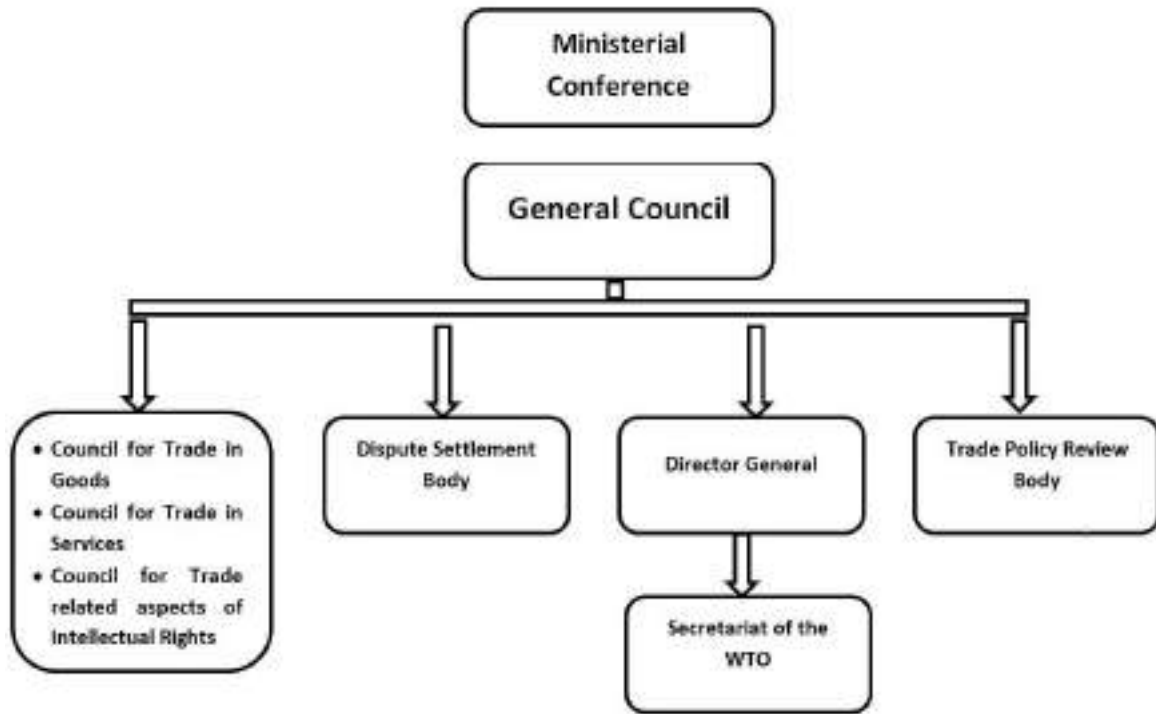 Ministerial
Conference
General Council
• Council for Trade in
Goods
• Council for Trade in
Services
• Council for Trade
related aspects of
Intellectual Rights
Dispute Settlement
Body
Director General
Trade Policy Review
Body
Secretariat of the
WTO